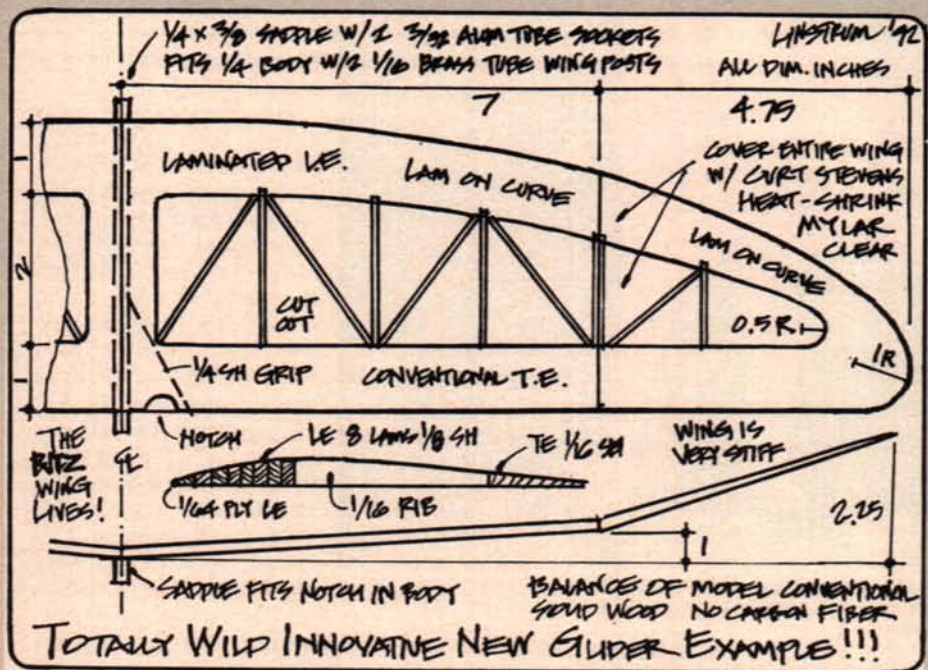 1/4 x 3/8 SADDLE W/2 3/32 ALUM TUBE SOCKETS
FITS 1/4 BODY W/2 1/16 BRASS TUBE WING POSTS
LINSTRUM '92
ALL DIM. INCHES
7
4.75
LAMINATED L.E.
LAM ON CURVE
COVER ENTIRE WING
W/ CURT STEVENS
HEAT-SHRINK
MYLAR
CLEAR
LAM ON CURVE
1
2
1
CUT
OUT
0.5 R.
1R
1/4 SH GRIP
CONVENTIONAL T.E.
NOTCH
LE 8 LAMS 1/8 SH
TE 1/16 SH
WING IS
VERY STIFF
THE
BITZ
WING
LIVES!
℄
1/64 PLY LE
1/16 RIB
2.25
1
SADDLE FITS NOTCH IN BODY
BALANCE OF MODEL CONVENTIONAL
SOLID WOOD NO CARBON FIBER
TOTALLY WILD INNOVATIVE NEW GLIDER EXAMPLE!!!